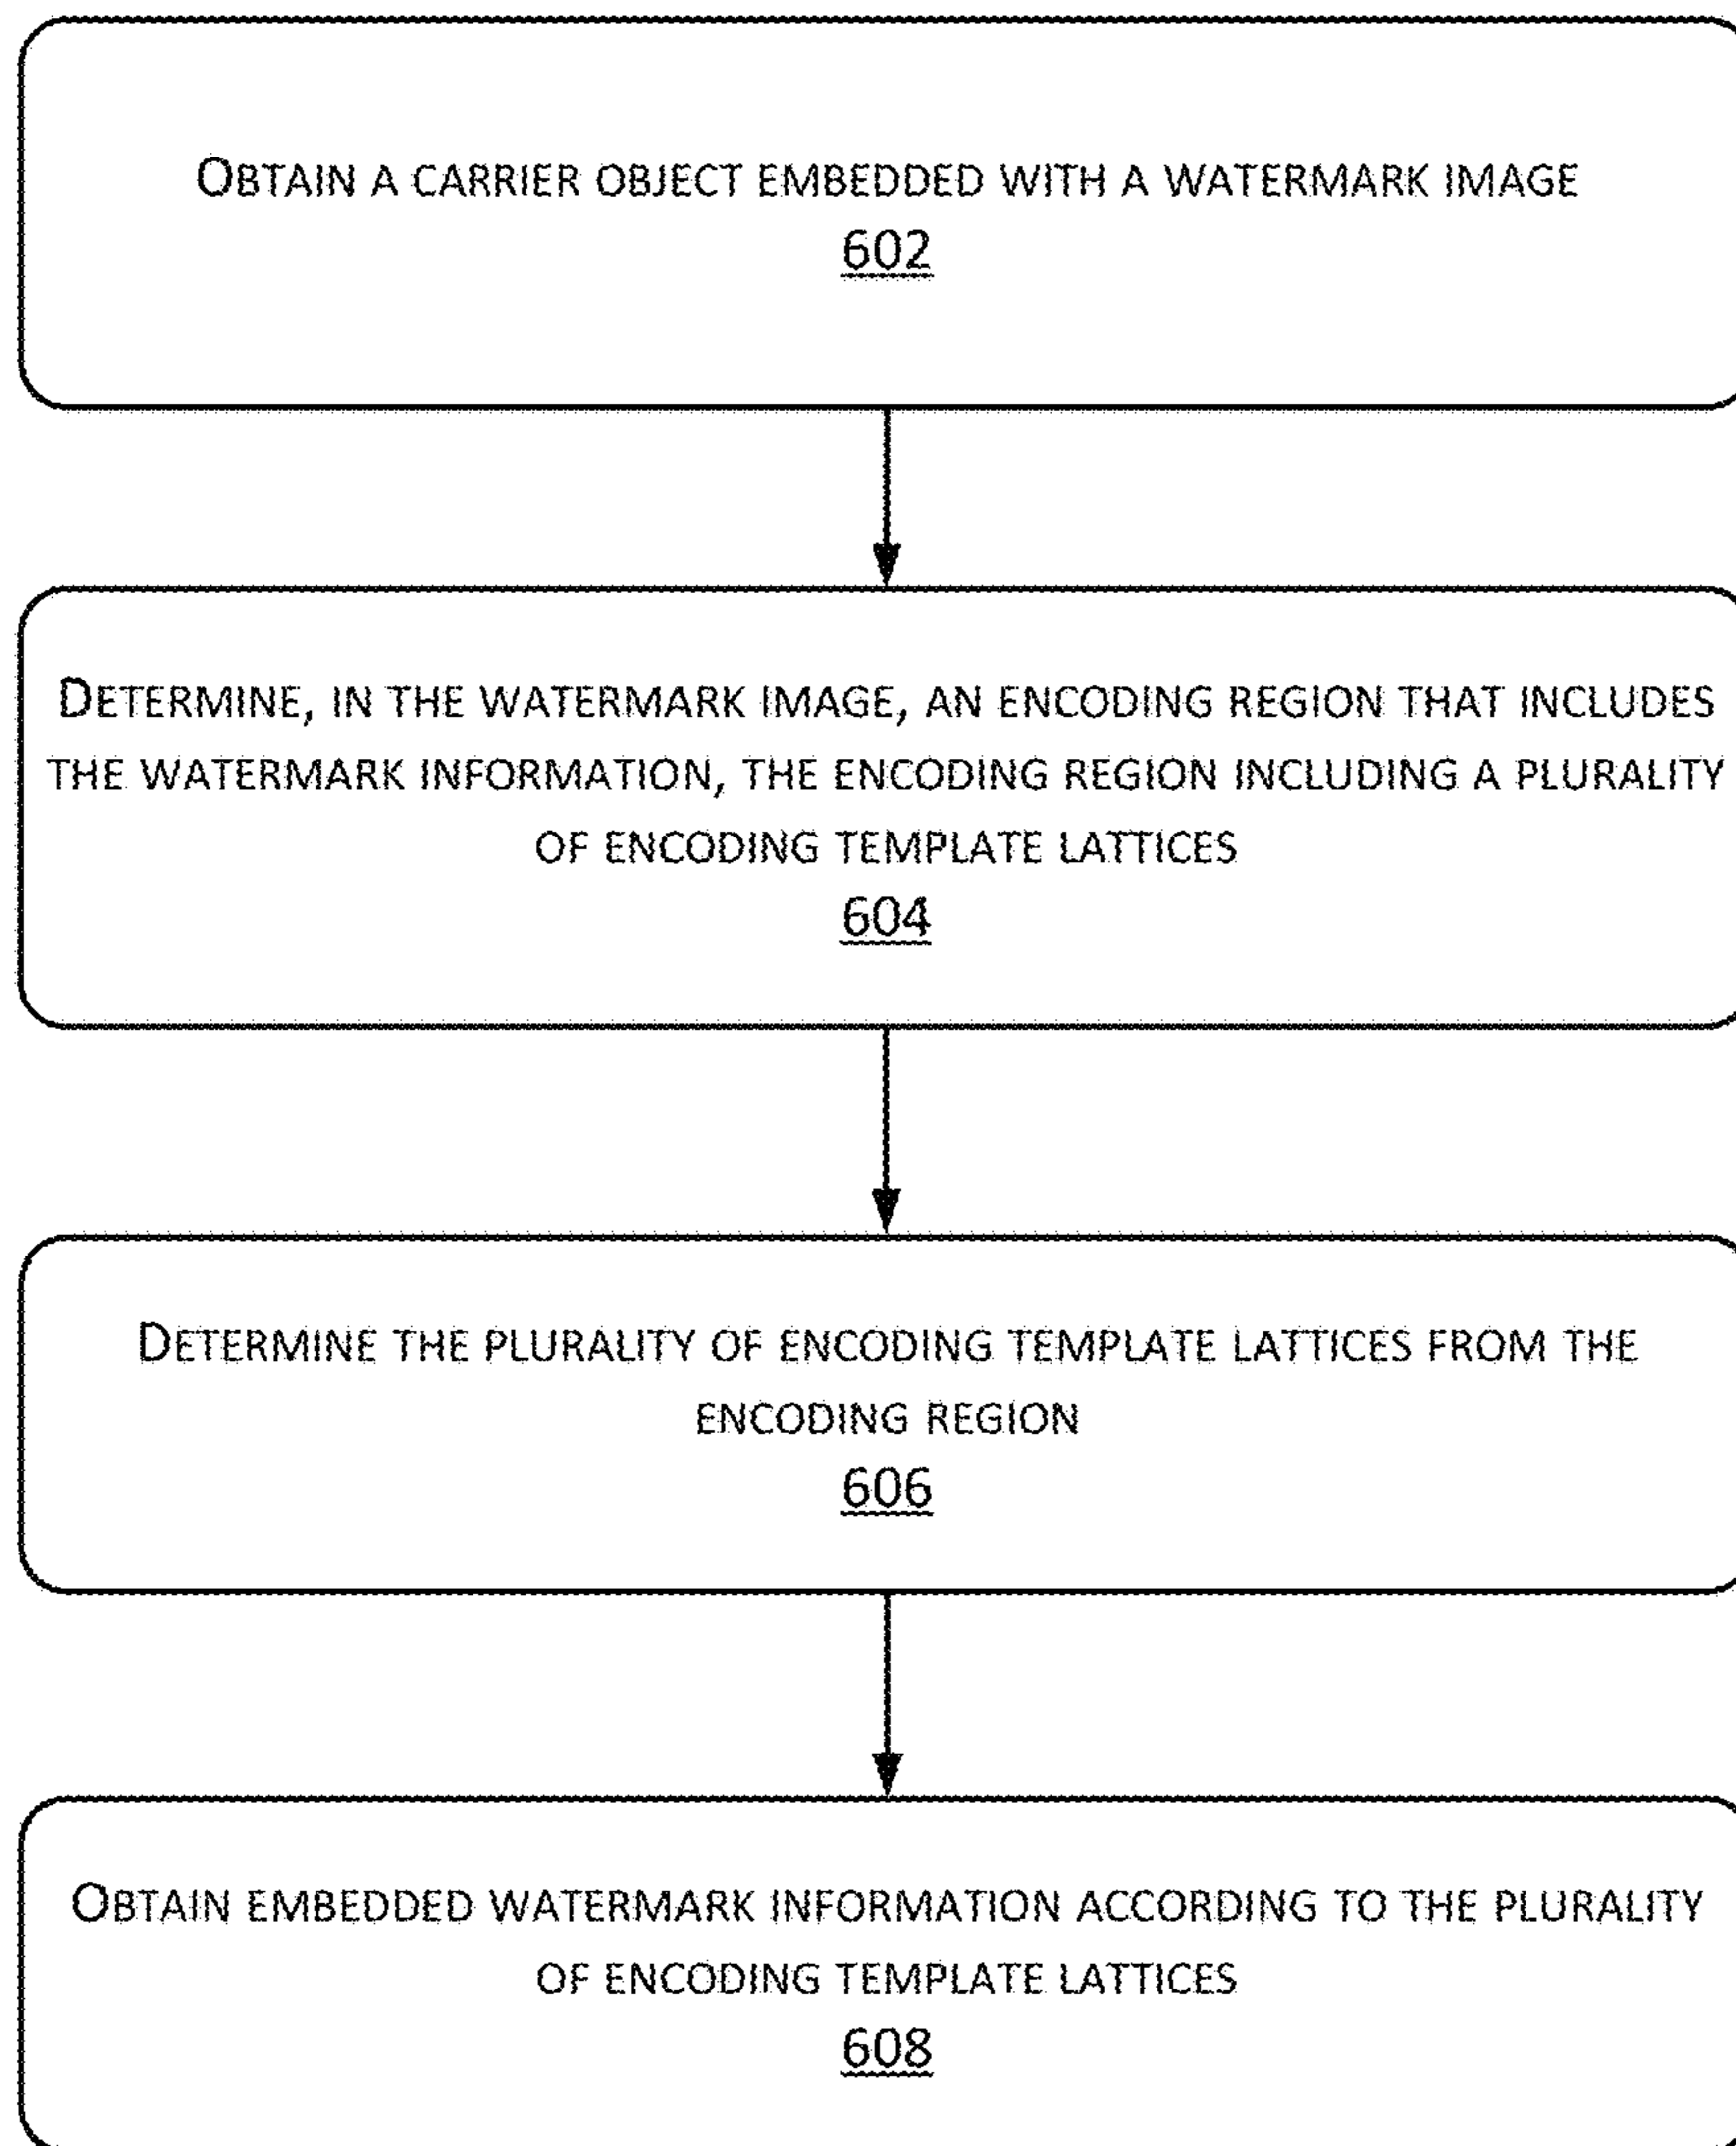 OBTAIN A CARRIER OBJECT EMBEDDED WITH A WATERMARK IMAGE
602
DETERMINE, IN THE WATERMARK IMAGE, AN ENCODING REGION THAT INCLUDES
THE WATERMARK INFORMATION, THE ENCODING REGION INCLUDING A PLURALITY
OF ENCODING TEMPLATE LATTICES
604
DETERMINE THE PLURALITY OF ENCODING TEMPLATE LATTICES FROM THE
ENCODING REGION
606
OBTAIN EMBEDDED WATERMARK INFORMATION ACCORDING TO THE PLURALITY
OF ENCODING TEMPLATE LATTICES
608